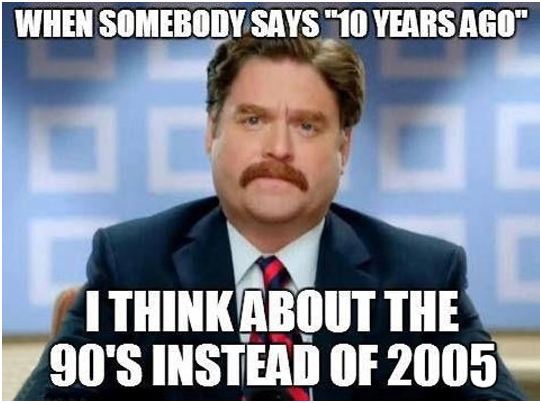 WHEN SOMEBODY SAYS "10 YEARS AGO"
I THINK ABOUT THE
90'S INSTEAD OF 2005